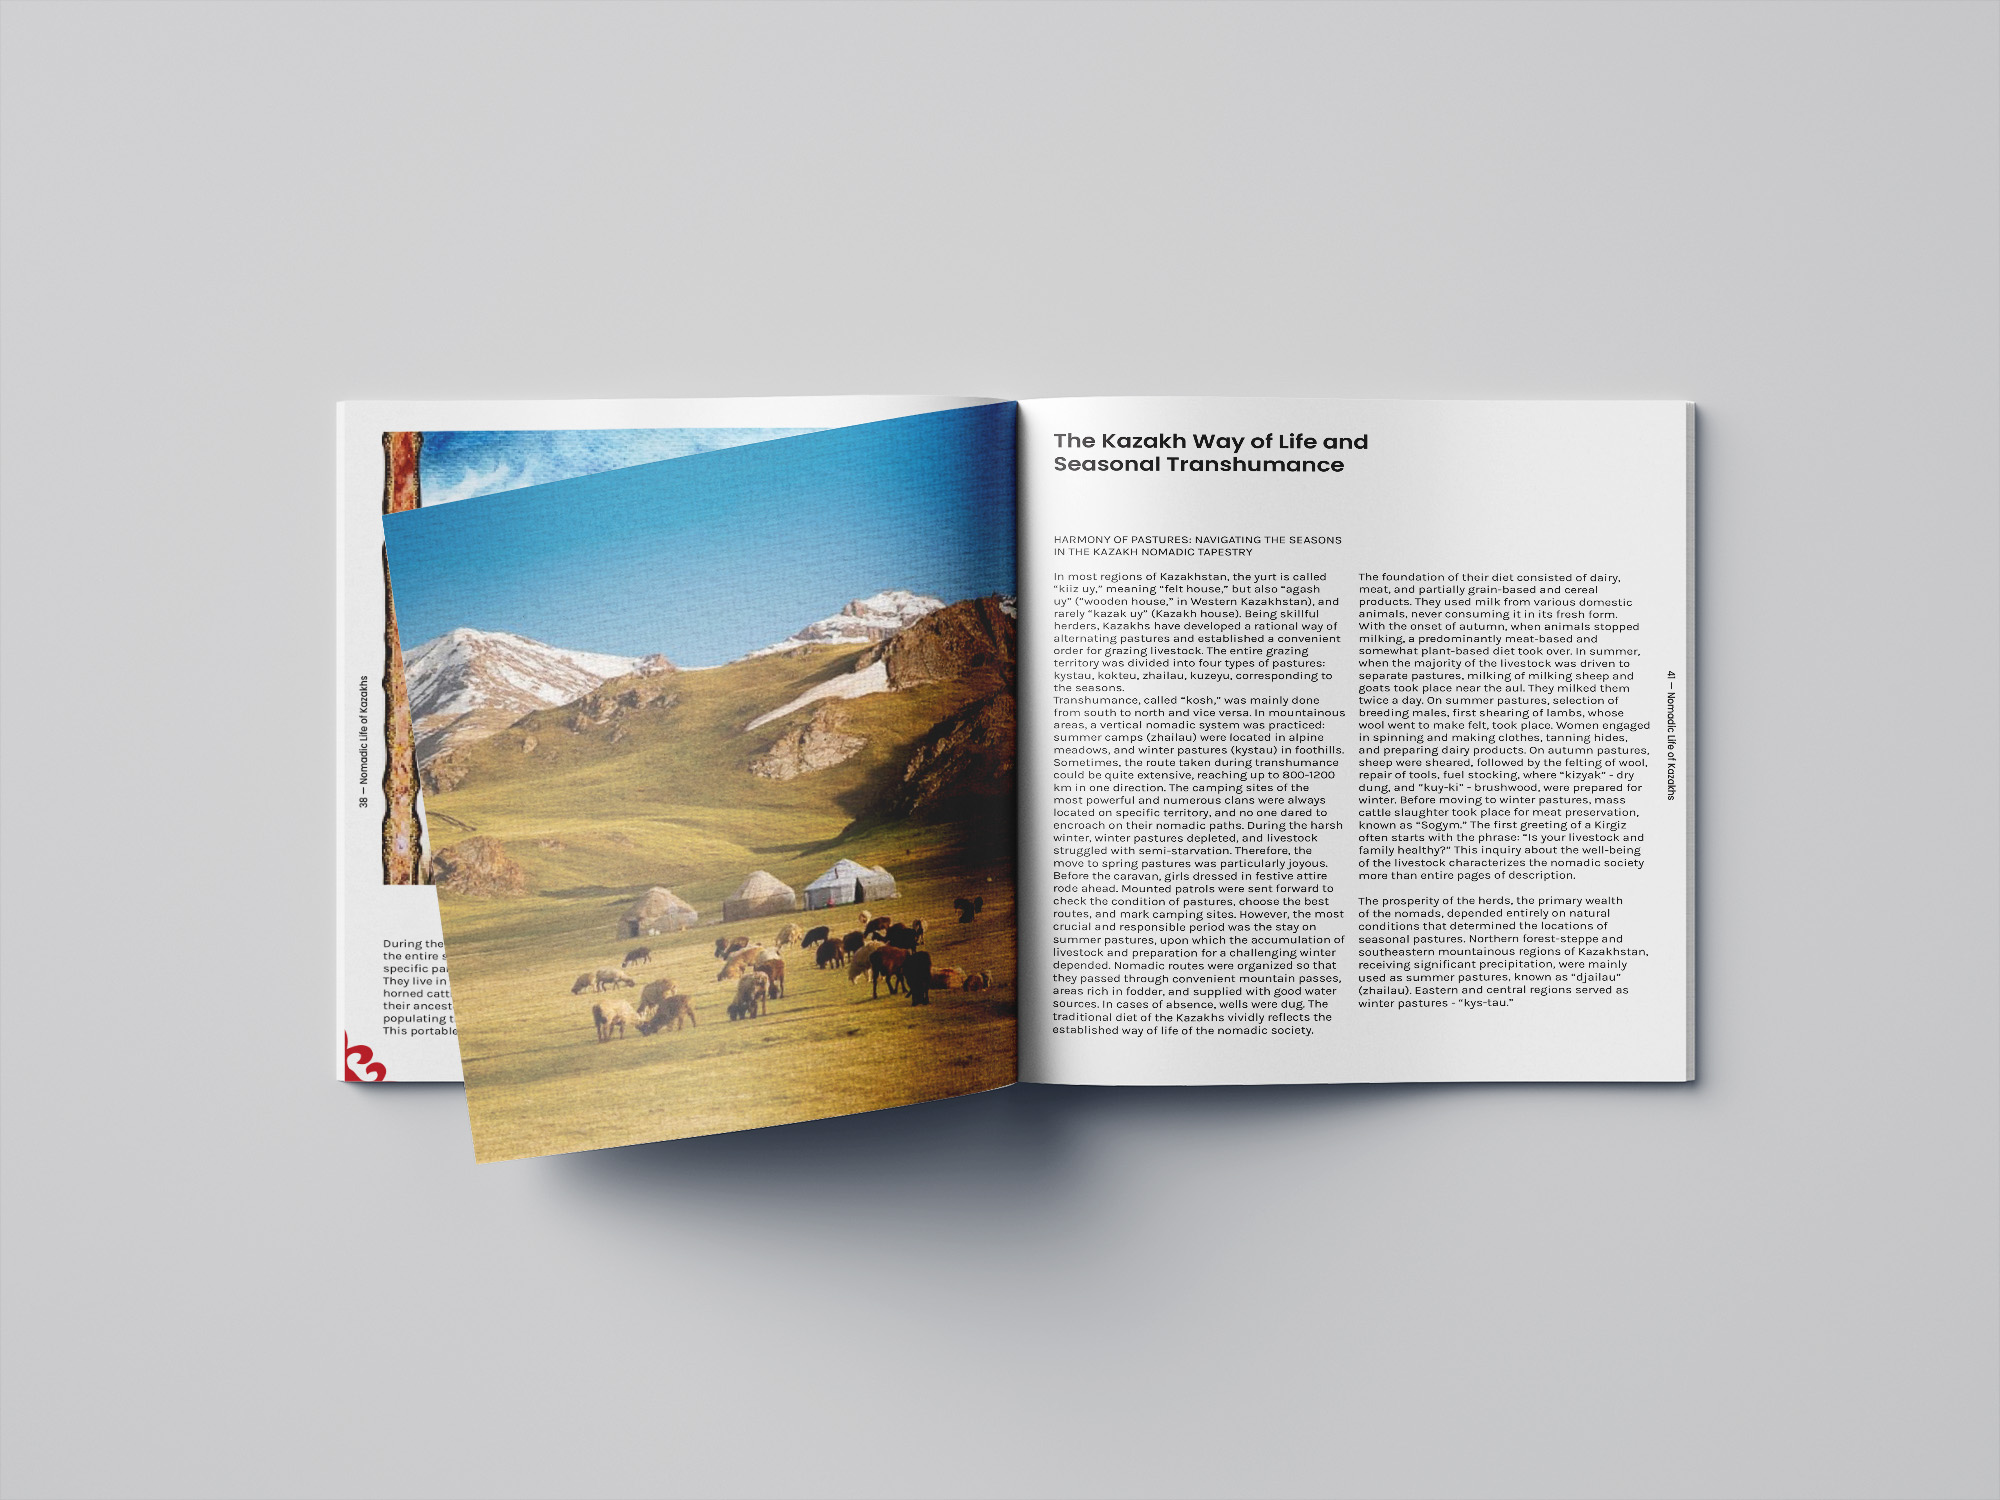 38 — Nomadic Life of Kazakhs
During the
the entire
specific
They live in
horned
their
populating
This portable
The Kazakh Way of Life and
Seasonal Transhumance
HARMONY OF PASTURES: NAVIGATING THE SEASONS
IN THE KAZAKH NOMADIC TAPESTRY
In most regions of Kazakhstan, the yurt is called
“kiiz uy,” meaning “felt house,” but also “agash
uy” (“wooden house,” in Western Kazakhstan), and
rarely “kazak uy” (Kazakh house). Being skillful
herders, Kazakhs have developed a rational way of
alternating pastures and established a convenient
order for grazing livestock. The entire grazing
territory was divided into four types of pastures:
kystau, kokteu, zhailau, kuzeyu, corresponding to
the seasons.
Transhumance, called “kosh,” was mainly done
from south to north and vice versa. In mountainous
areas, a vertical nomadic system was practiced:
summer camps (zhailau) were located in alpine
meadows, and winter pastures (kystau) in foothills.
Sometimes, the route taken during transhumance
could be quite extensive, reaching up to 800-1200
km in one direction. The camping sites of the
most powerful and numerous clans were always
located on specific territory, and no one dared to
encroach on their nomadic paths. During the harsh
winter, winter pastures depleted, and livestock
struggled with semi-starvation. Therefore, the
move to spring pastures was particularly joyous.
Before the caravan, girls dressed in festive attire
rode ahead. Mounted patrols were sent forward to
check the condition of pastures, choose the best
routes, and mark camping sites. However, the most
crucial and responsible period was the stay on
summer pastures, upon which the accumulation of
livestock and preparation for a challenging winter
depended. Nomadic routes were organized so that
they passed through convenient mountain passes,
areas rich in fodder, and supplied with good water
sources. In cases of absence, wells were dug. The
traditional diet of the Kazakhs vividly reflects the
established way of life of the nomadic society.
The foundation of their diet consisted of dairy,
meat, and partially grain-based and cereal
products. They used milk from various domestic
animals, never consuming it in its fresh form.
With the onset of autumn, when animals stopped
milking, a predominantly meat-based and
somewhat plant-based diet took over. In summer,
when the majority of the livestock was driven to
separate pastures, milking of milking sheep and
goats took place near the aul. They milked them
twice a day. On summer pastures, selection of
breeding males, first shearing of lambs, whose
wool went to make felt, took place. Women engaged
in spinning and making clothes, tanning hides,
and preparing dairy products. On autumn pastures,
sheep were sheared, followed by the felting of wool,
repair of tools, fuel stocking, where “kizyak” - dry
dung, and “kuy-ki” - brushwood, were prepared for
winter. Before moving to winter pastures, mass
cattle slaughter took place for meat preservation,
known as “Sogym.” The first greeting of a Kirgiz
often starts with the phrase: “Is your livestock and
family healthy?” This inquiry about the well-being
of the livestock characterizes the nomadic society
more than entire pages of description.
The prosperity of the herds, the primary wealth
of the nomads, depended entirely on natural
conditions that determined the locations of
seasonal pastures. Northern forest-steppe and
southeastern mountainous regions of Kazakhstan,
receiving significant precipitation, were mainly
used as summer pastures, known as “djailau”
(zhailau). Eastern and central regions served as
winter pastures - “kys-tau.”
41 — Nomadic Life of Kazakhs